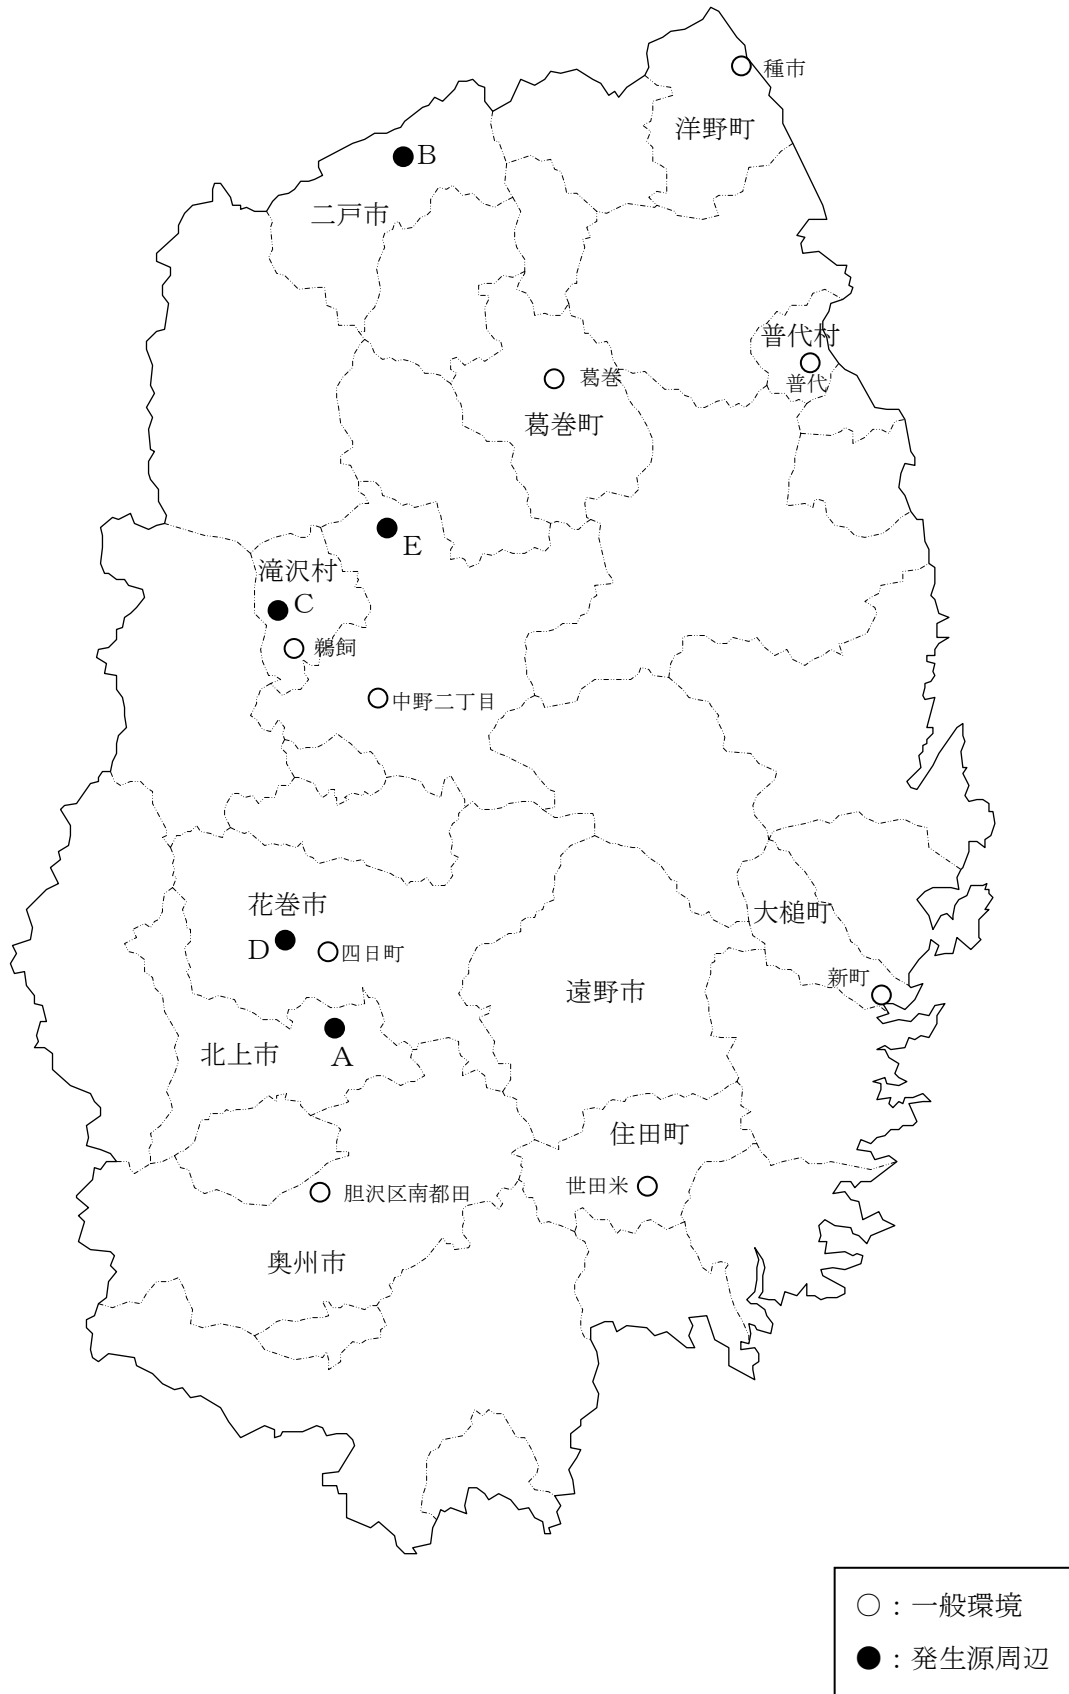 種市
洋野町
B
二戸市
普代村
普代
葛巻
葛巻町
E
滝沢村
C
鵜飼
中野二丁目
花巻市
D
四日町
大槌町
新町
遠野市
北上市
A
住田町
世田米
胆沢区南都田
奥州市
○：一般環境
●：発生源周辺